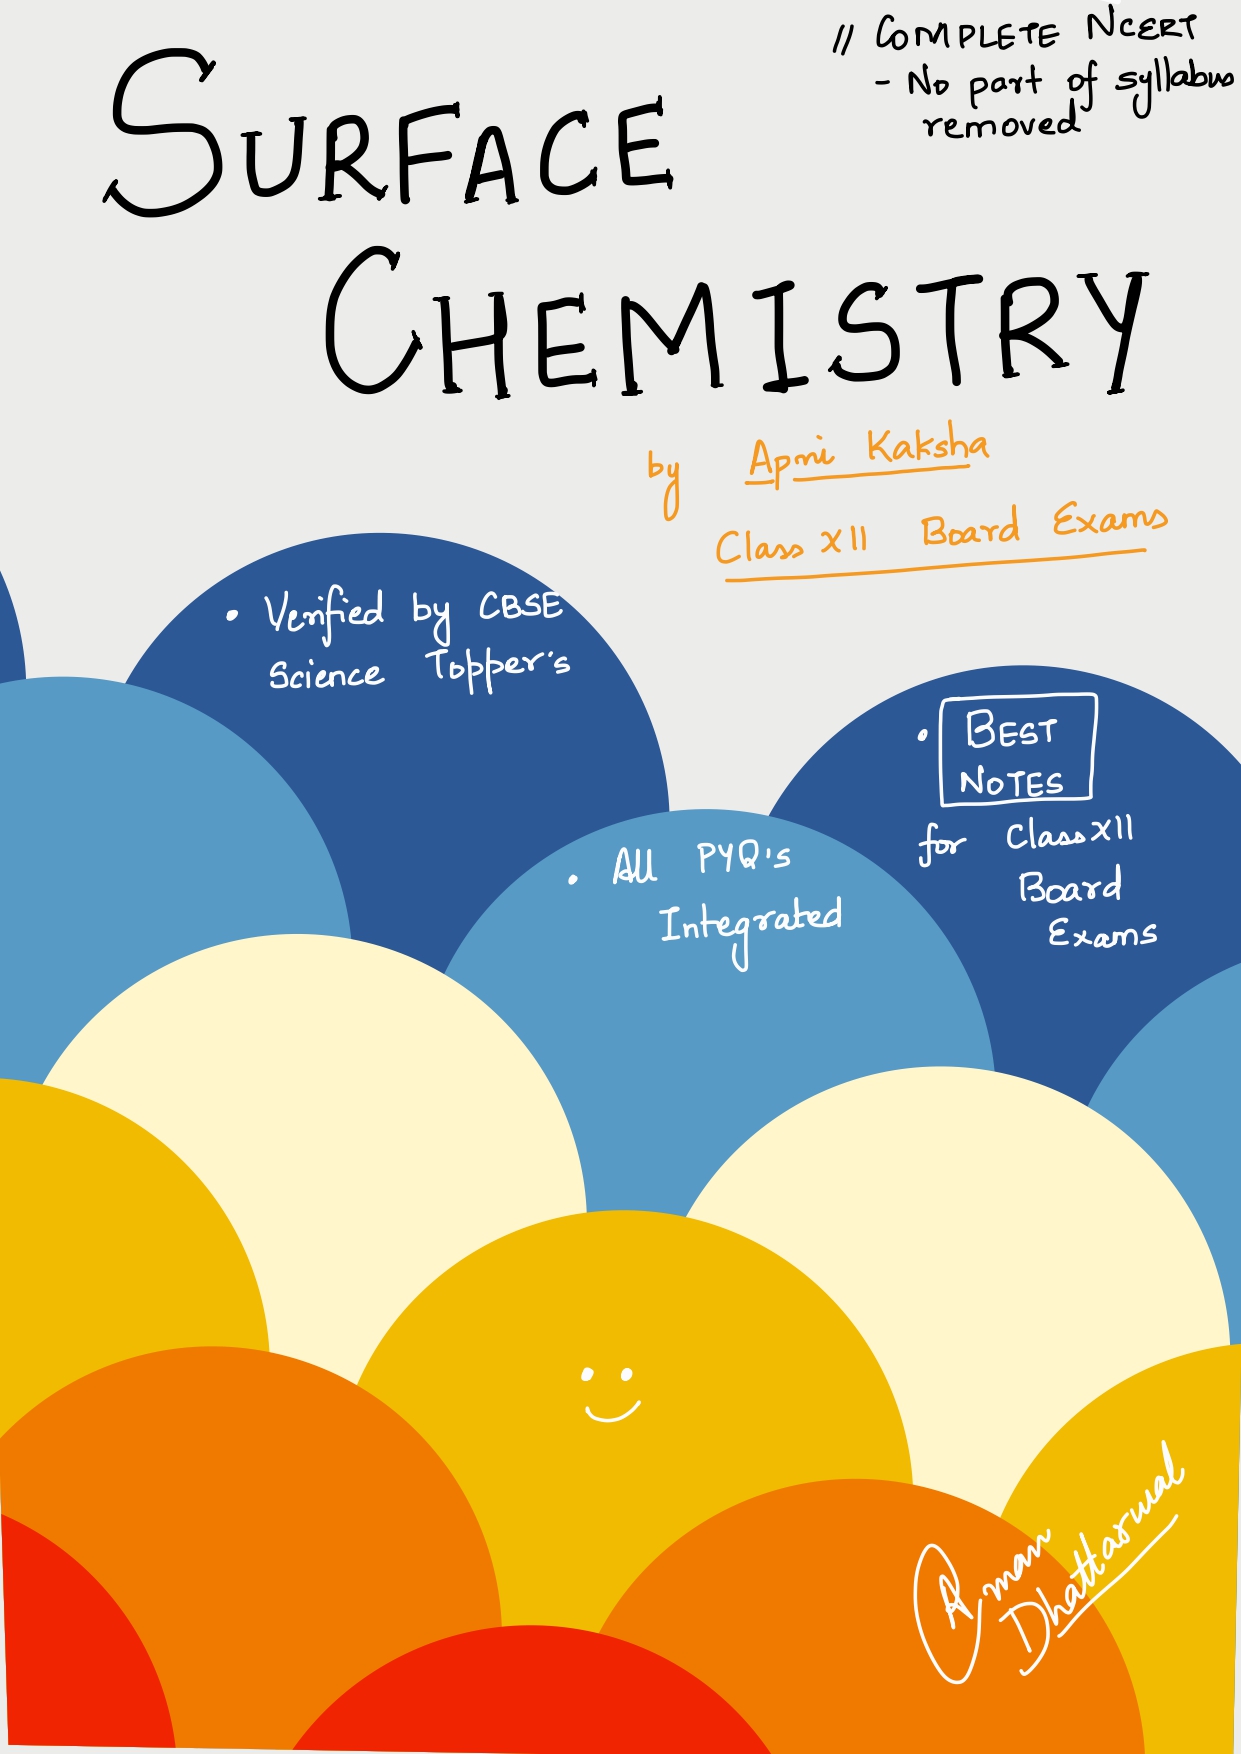 // COMPLETE NCERT
- No part of syllabus
removed
SURFACE
CHEMISTRY
by Apni Kaksha
Class XII Board Exams
• Verified by CBSE
Science Topper's
• BEST
NOTES
for Class XII
Board
Exams
• All PYQ's
Integrated
Aman
Dhattarwal